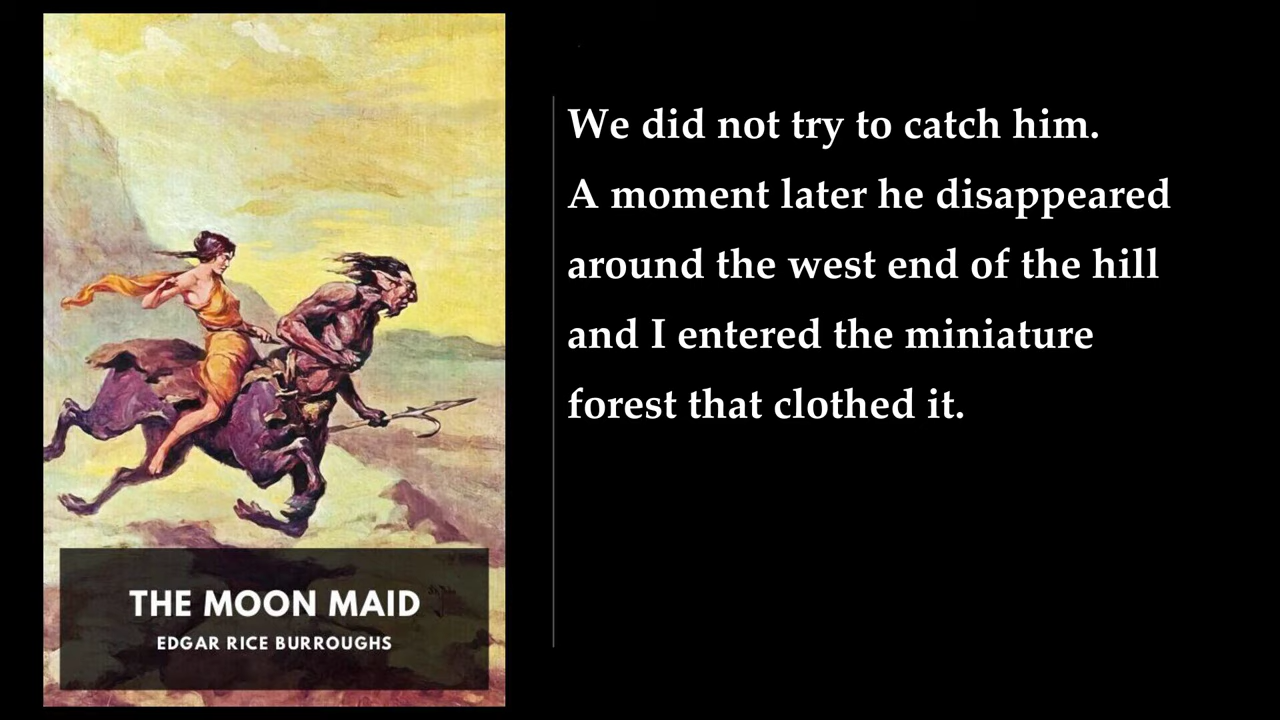 We did not try to catch him.
A moment later he disappeared
around the west end of the hill
and I entered the miniature
forest that clothed it.
THE MOON MAID
EDGAR RICE BURROUGHS